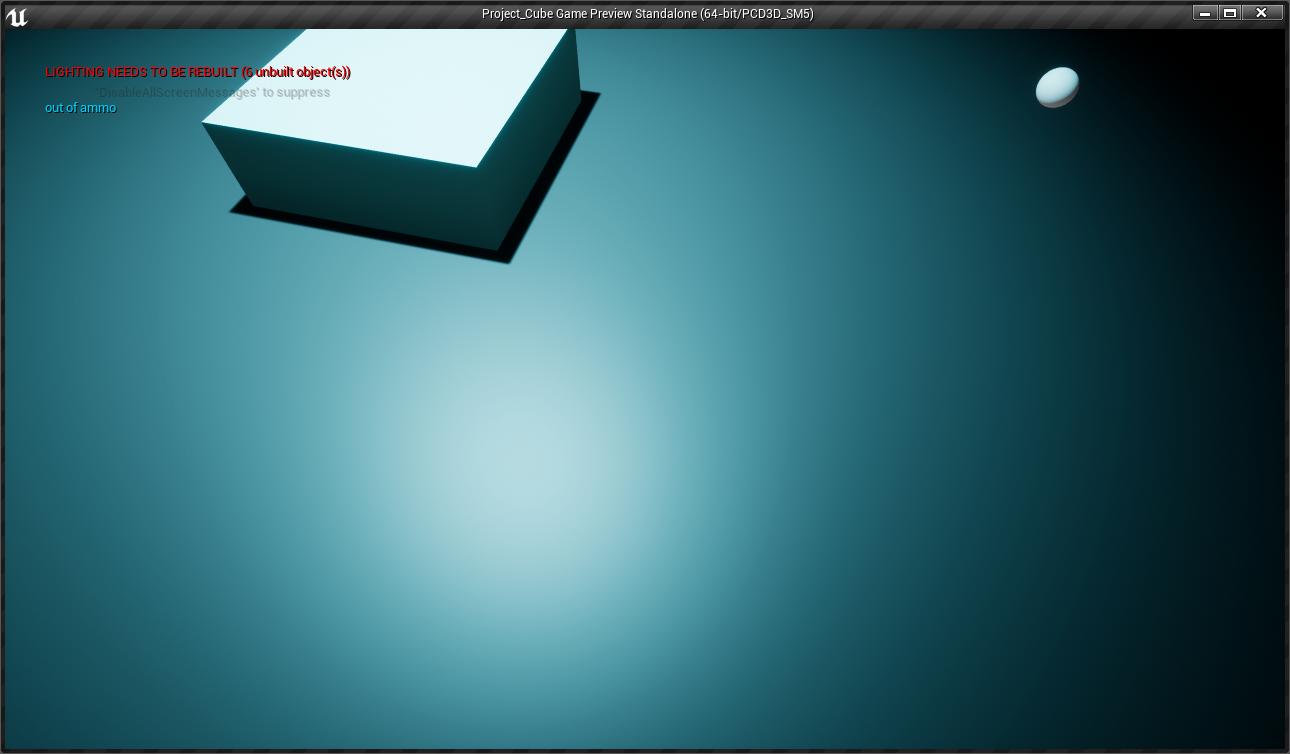 Project_Cube Game Preview Standalone (64-bit/PCD3D_SM5)
LIGHTING NEEDS TO BE REBUILT (6 unbuilt object(s))
'DisableAllScreenMessages' to suppress
out of ammo